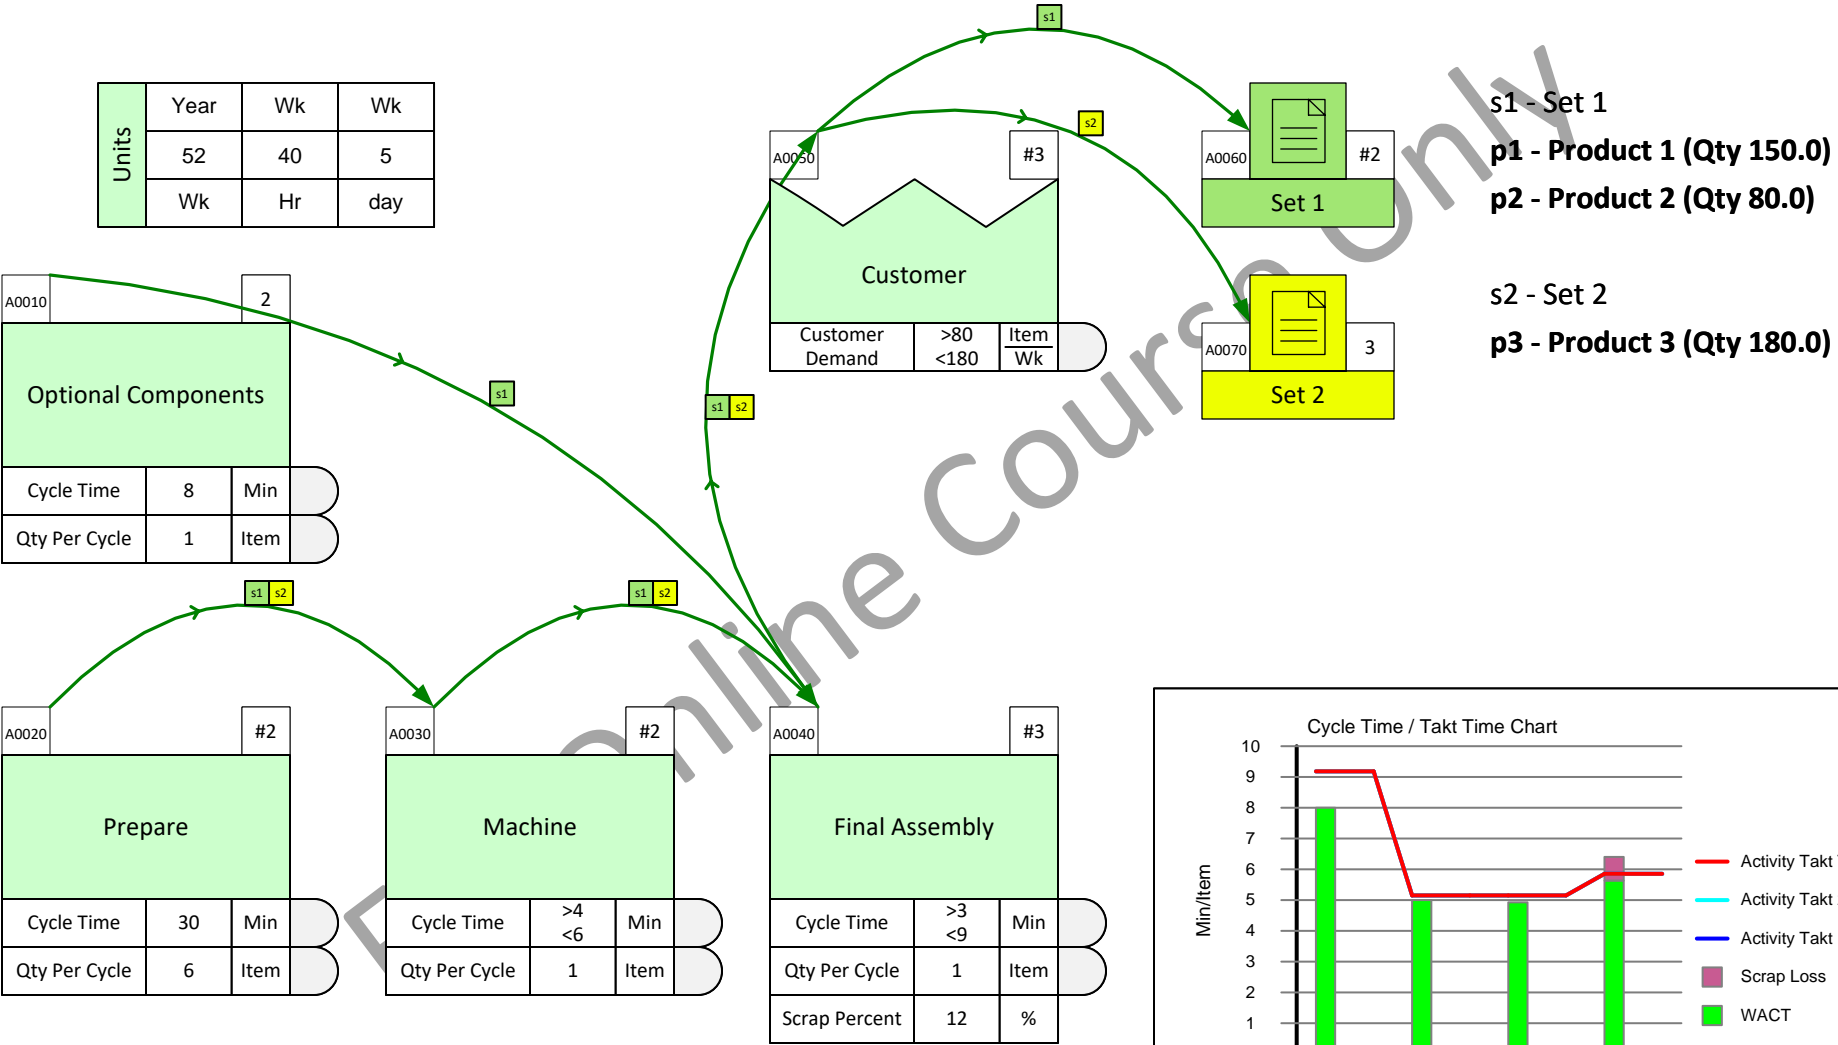 Units
Year Wk Wk
52 40 5
Wk Hr day
A0010 2
Optional Components
Cycle Time 8 Min
Qty Per Cycle 1 Item
s1
s1 s2
s1 s2
s1 s2
s1
s2
A0050 #3
Customer
Customer Demand >80 <180 Item Wk
A0060 #2
Set 1
A0070 3
Set 2
s1 - Set 1
p1 - Product 1 (Qty 150.0)
p2 - Product 2 (Qty 80.0)
s2 - Set 2
p3 - Product 3 (Qty 180.0)
A0020 #2
Prepare
Cycle Time 30 Min
Qty Per Cycle 6 Item
A0030 #2
Machine
Cycle Time >4 <6 Min
Qty Per Cycle 1 Item
A0040 #3
Final Assembly
Cycle Time >3 <9 Min
Qty Per Cycle 1 Item
Scrap Percent 12 %
Cycle Time / Takt Time Chart
Min/Item
10
9
8
7
6
5
4
3
2
1
Activity Takt
Activity Takt
Activity Takt
Scrap Loss
WACT
Online Course Only